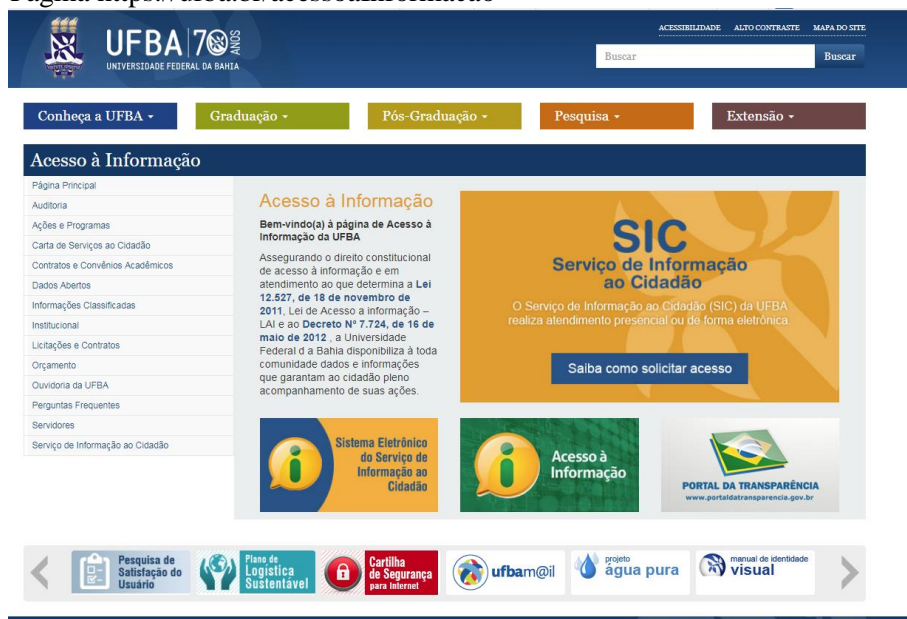 Página https://ufba.br/acessoainformacao
ACESSIBILIDADE ALTO CONTRASTE MAPA DO SITE
UFBA 70 ANOS
UNIVERSIDADE FEDERAL DA BAHIA
Buscar Buscar
Conheça a UFBA Graduação Pós-Graduação Pesquisa Extensão
Acesso à Informação
Página Principal
Auditoria
Ações e Programas
Carta de Serviços ao Cidadão
Contratos e Convênios Acadêmicos
Dados Abertos
Informações Classificadas
Institucional
Licitações e Contratos
Orçamento
Ouvidoria da UFBA
Perguntas Frequentes
Servidores
Serviço de Informação ao Cidadão
Acesso à Informação
Bem-vindo(a) à página de Acesso à
Informação da UFBA
Assegurando o direito constitucional
de acesso à informação e em
atendimento ao que determina a Lei
12.527, de 18 de novembro de
2011, Lei de Acesso a informação –
LAI e ao Decreto Nº 7.724, de 16 de
maio de 2012 , a Universidade
Federal d a Bahia disponibiliza à toda
comunidade dados e informações
que garantam ao cidadão pleno
acompanhamento de suas ações.
SIC
Serviço de Informação
ao Cidadão
O Serviço de Informação ao Cidadão (SIC) da UFBA
realiza atendimento presencial ou de forma eletrônica.
Saiba como solicitar acesso
Sistema Eletrônico
do Serviço de
Informação ao
Cidadão
Acesso à
Informação
PORTAL DA TRANSPARÊNCIA
www.portaldatransparencia.gov.br
Pesquisa de
Satisfação do
Usuário
Plano de
Logística
Sustentável
Cartilha
de Segurança
para Internet
ufbam@il
projeto
água pura
manual de identidade
visual